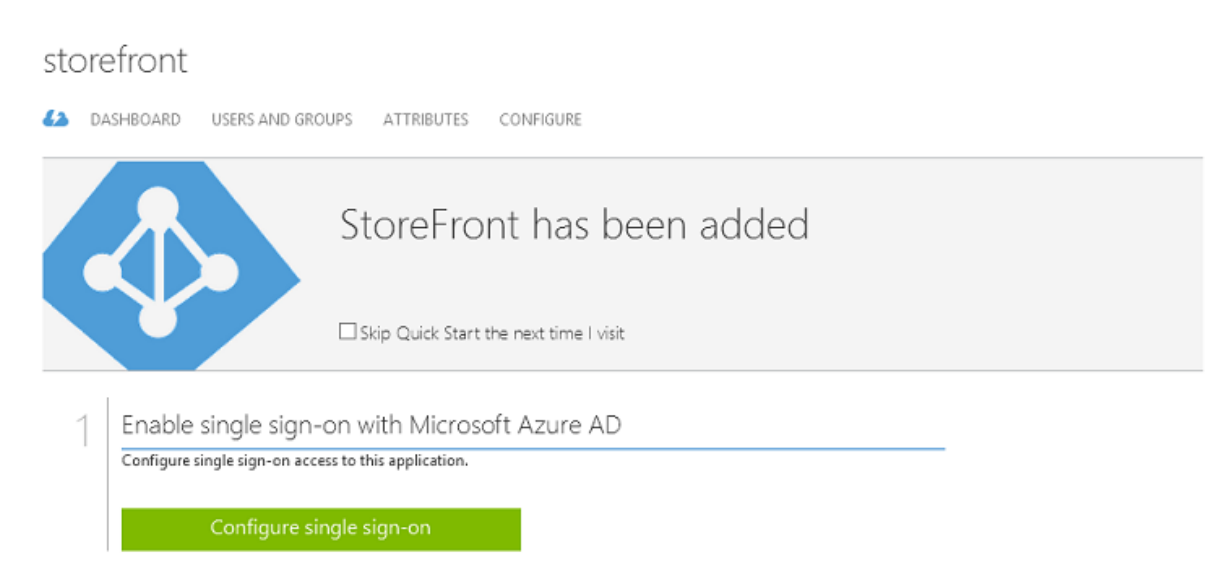 storefront
DASHBOARD USERS AND GROUPS ATTRIBUTES CONFIGURE
StoreFront has been added
Skip Quick Start the next time I visit
1 Enable single sign-on with Microsoft Azure AD
Configure single sign-on access to this application.
Configure single sign-on